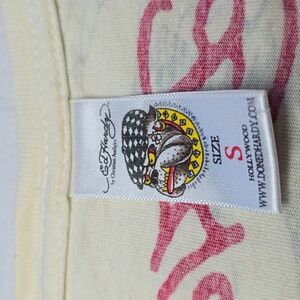 Ed Hardy
by Christian Audigier
SIZE
S
HOLLYWOOD
WWW.DONEDHARDY.COM